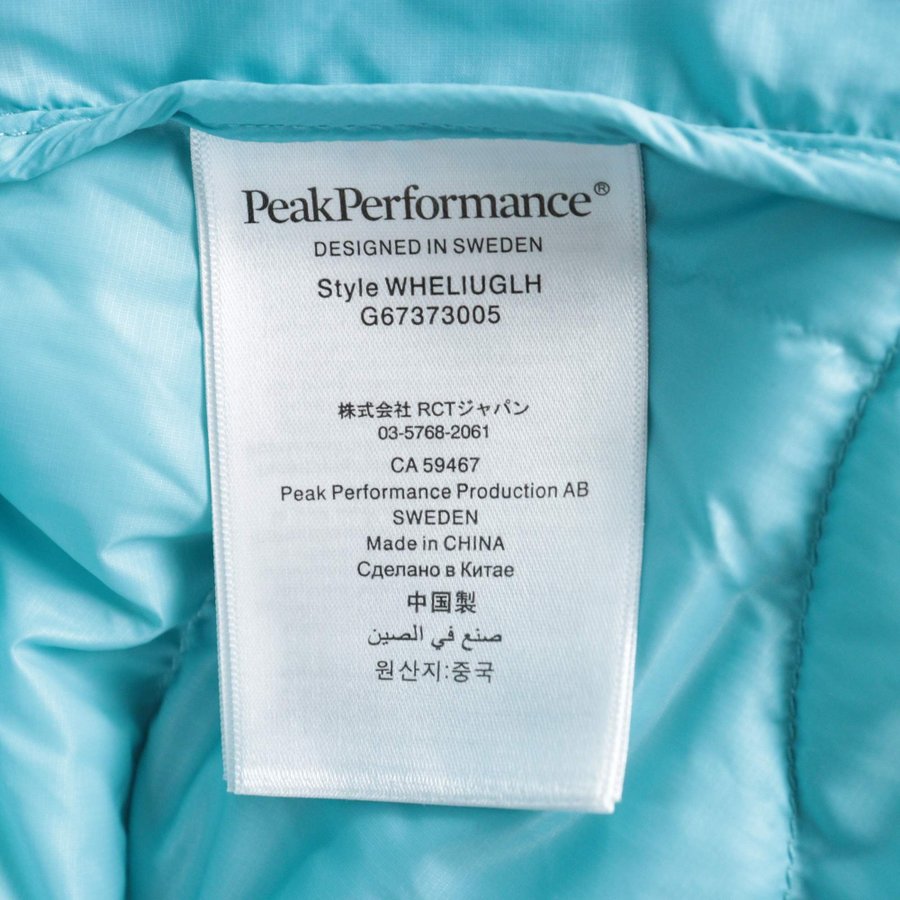 PeakPerformance®
DESIGNED IN SWEDEN
Style WHELIUGLH
G67373005
株式会社 RCTジャパン
03-5768-2061
CA 59467
Peak Performance Production AB
SWEDEN
Made in CHINA
Сделано в Китае
中国製
صنع في الصين
원산지:중국